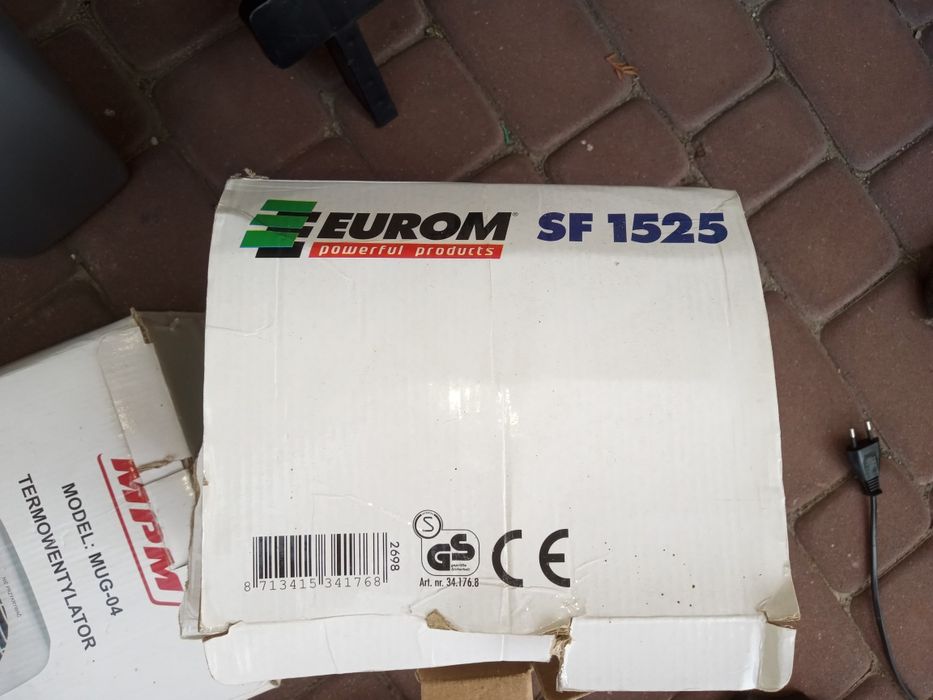 EUROM®
powerful products
SF 1525
8 713415 341768
2698
S
GS
geprüfte
Sicherheit
Art. nr. 34.176.8
CE
MPM
MODEL: MUG-04
TERMOWENTYLATOR